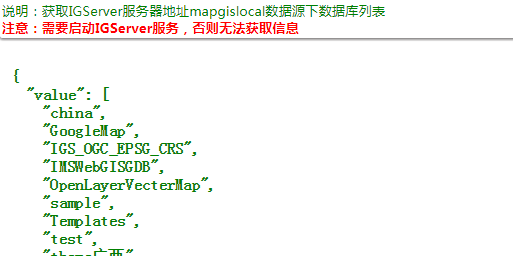 说明：获取IGServer服务器地址mapgislocal数据源下数据库列表
注意：需要启动IGServer服务，否则无法获取信息
{
"value": [
"china",
"GoogleMap",
"IGS_OGC_EPSG_CRS",
"IMSWebGISGDB",
"OpenLayerVecterMap",
"sample",
"Templates",
"test",